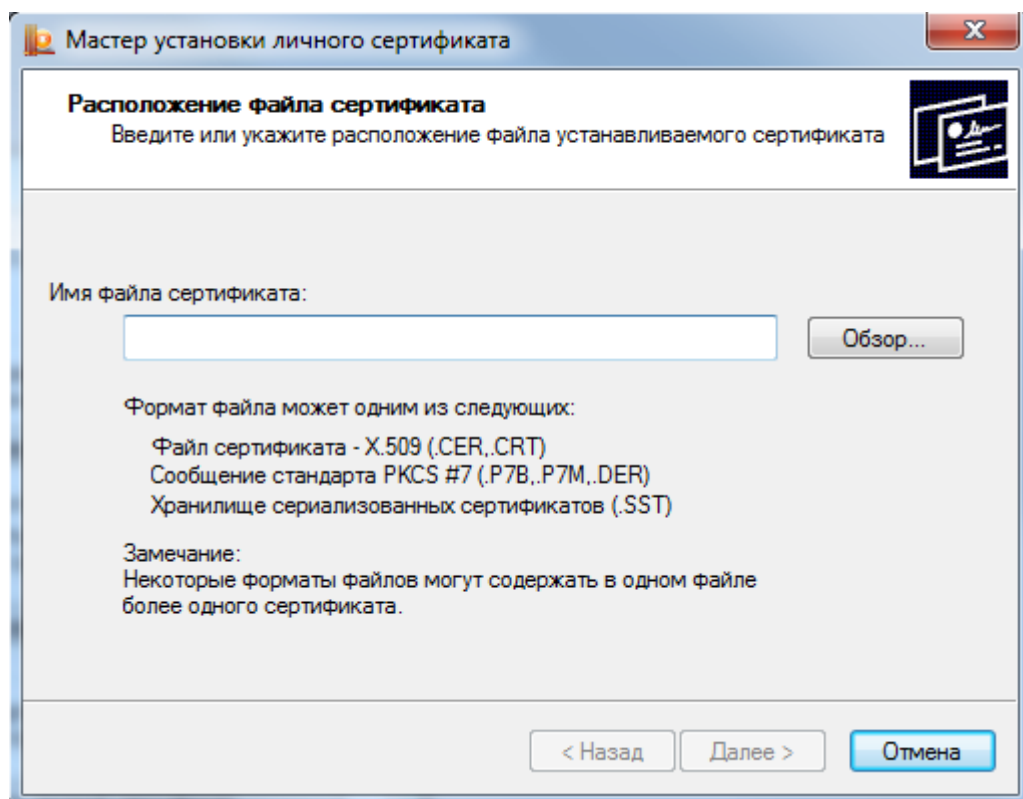 Мастер установки личного сертификата
Расположение файла сертификата
Введите или укажите расположение файла устанавливаемого сертификата
Имя файла сертификата:
Обзор...
Формат файла может одним из следующих:
Файл сертификата - X.509 (.CER,.CRT)
Сообщение стандарта PKCS #7 (.P7B,.P7M,.DER)
Хранилище сериализованных сертификатов (.SST)
Замечание:
Некоторые форматы файлов могут содержать в одном файле
более одного сертификата.
< Назад Далее > Отмена